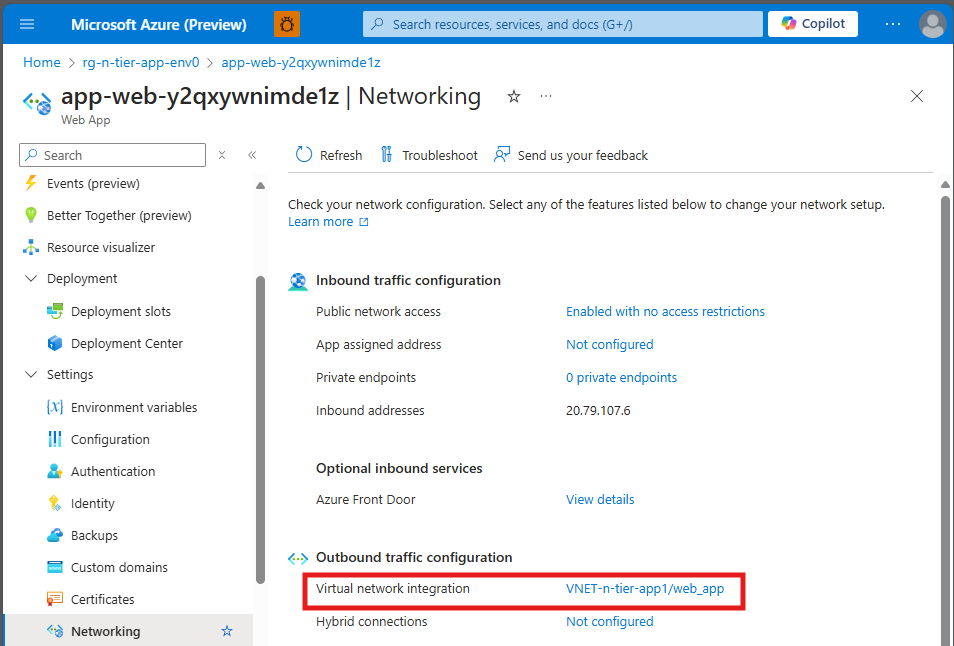 Microsoft Azure (Preview)
Search resources, services, and docs (G+/)
Copilot
Home > rg-n-tier-app-env0 > app-web-y2qxywnimde1z
app-web-y2qxywnimde1z | Networking
Web App
Search
Refresh
Troubleshoot
Send us your feedback
Events (preview)
Better Together (preview)
Resource visualizer
Deployment
Deployment slots
Deployment Center
Settings
Environment variables
Configuration
Authentication
Identity
Backups
Custom domains
Certificates
Networking
Check your network configuration. Select any of the features listed below to change your network setup.
Learn more
Inbound traffic configuration
Public network access Enabled with no access restrictions
App assigned address Not configured
Private endpoints 0 private endpoints
Inbound addresses 20.79.107.6
Optional inbound services
Azure Front Door View details
Outbound traffic configuration
Virtual network integration VNET-n-tier-app1/web_app
Hybrid connections Not configured